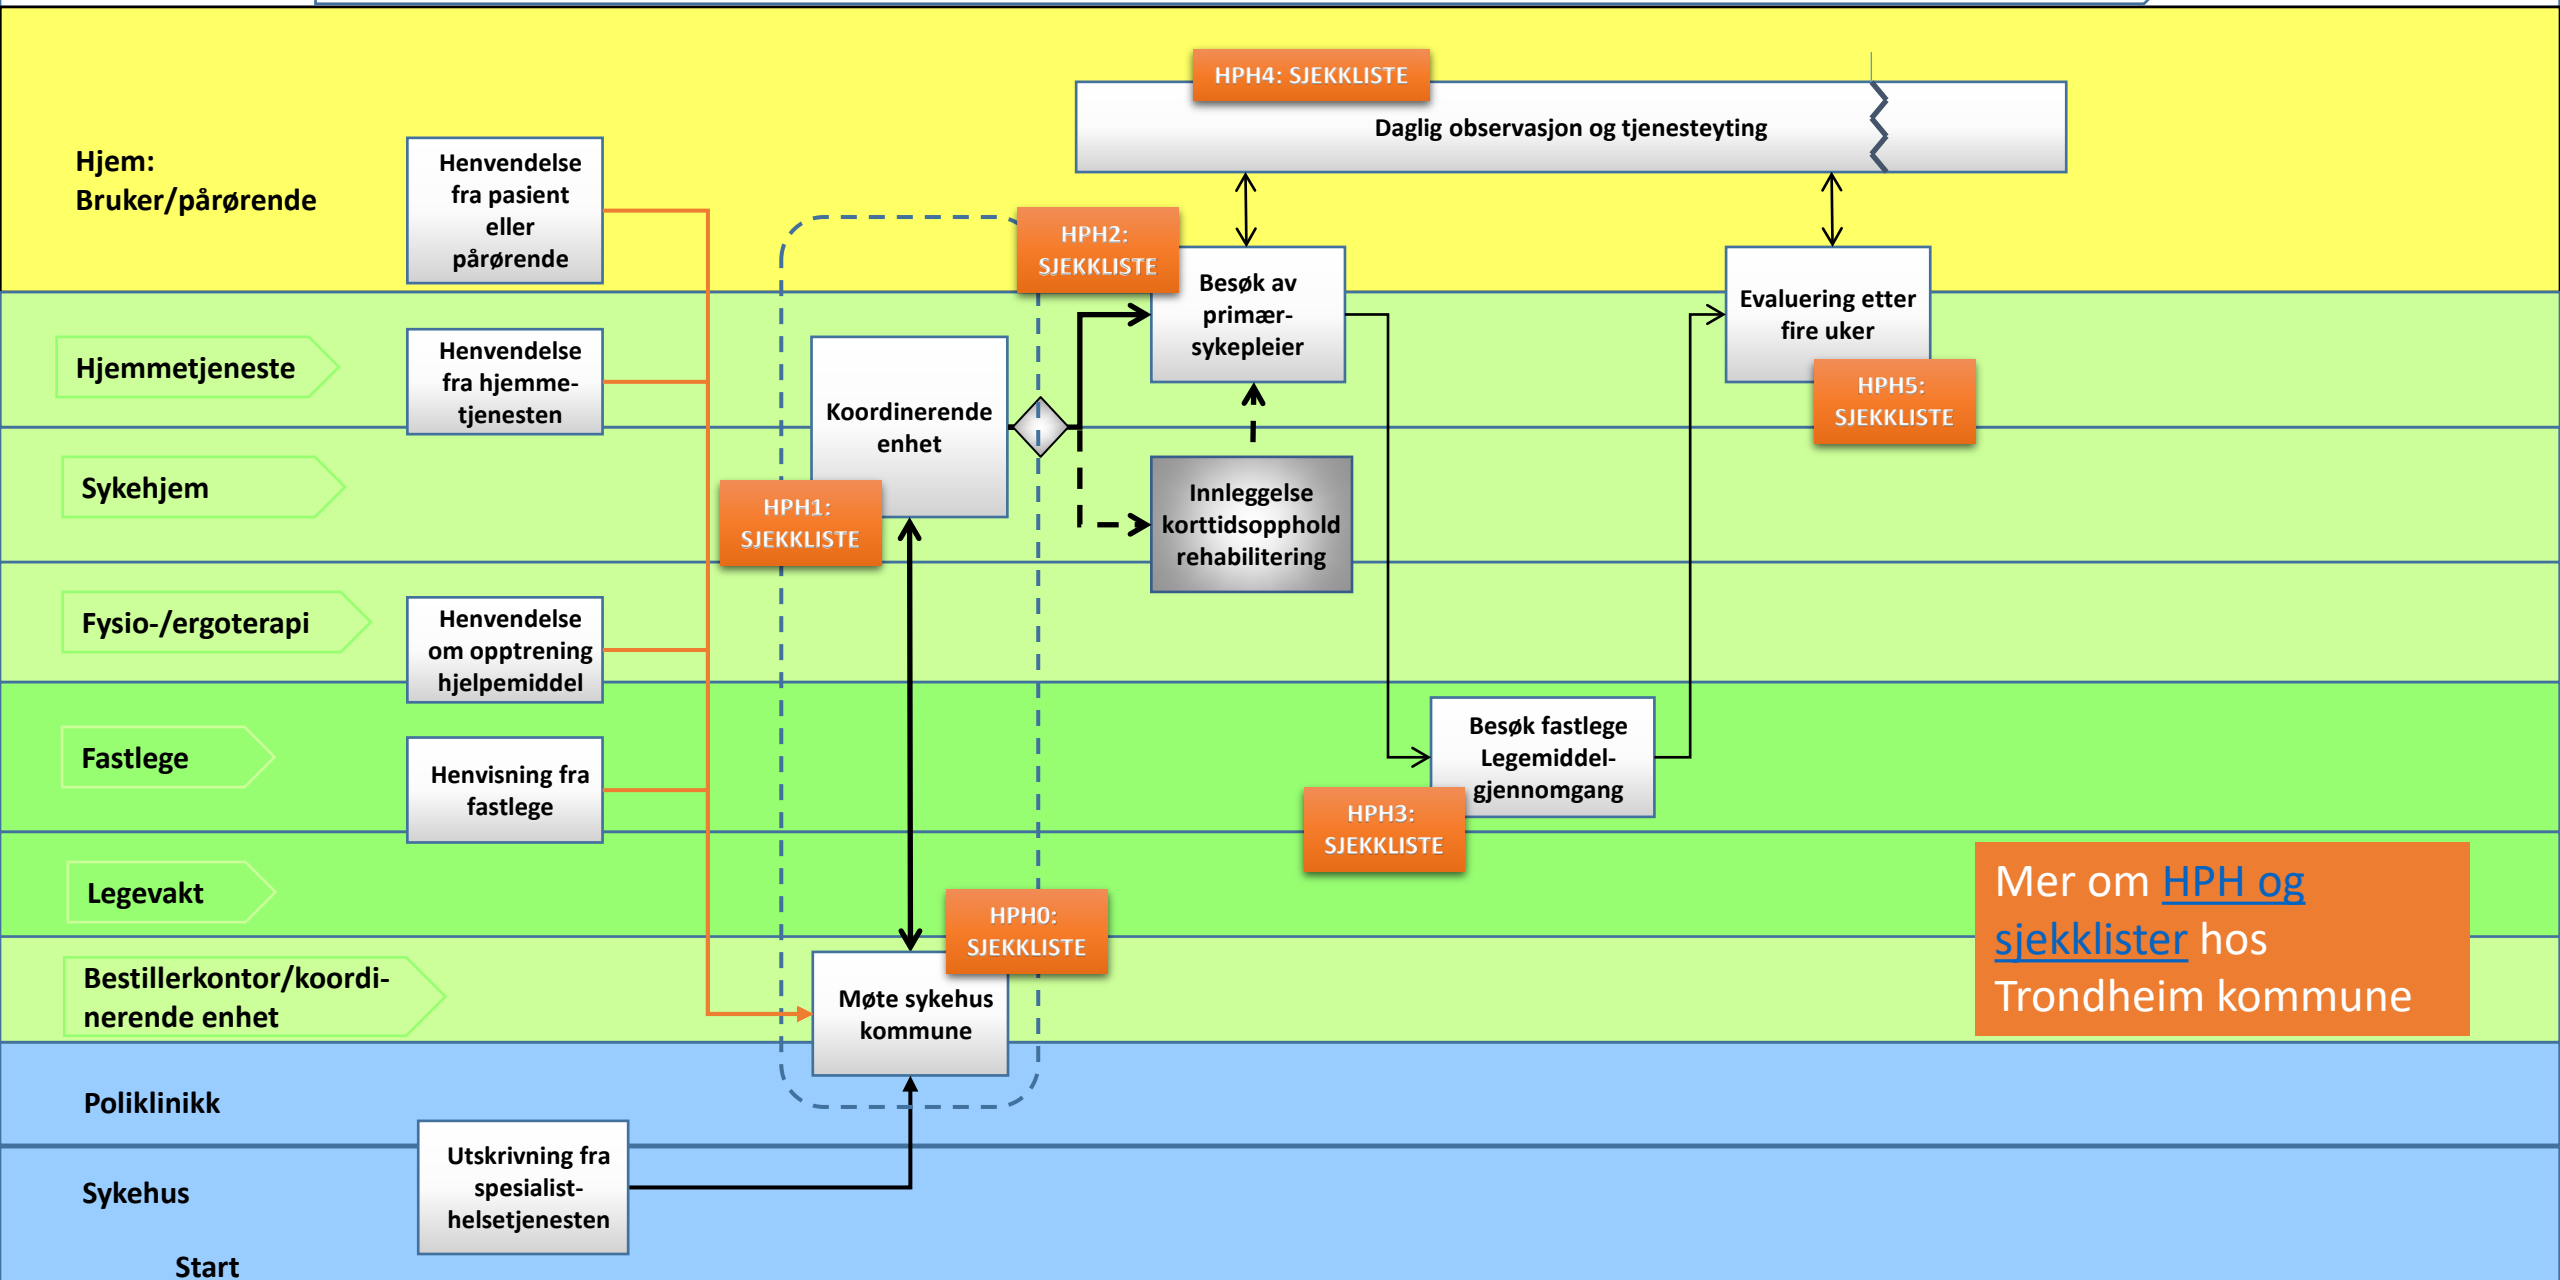 HPH4: SJEKKLISTE
Daglig observasjon og tjenesteyting
Hjem:
Bruker/pårørende
Henvendelse
fra pasient
eller
pårørende
HPH2:
SJEKKLISTE
Besøk av
primær-
sykepleier
Evaluering etter
fire uker
HPH5:
SJEKKLISTE
Hjemmetjeneste
Henvendelse
fra hjemme-
tjenesten
Koordinerende
enhet
HPH1:
SJEKKLISTE
Sykehjem
Innleggelse
korttidsopphold
rehabilitering
Fysio-/ergoterapi
Henvendelse
om opptrening
hjelpemiddel
Fastlege
Henvisning fra
fastlege
Besøk fastlege
Legemiddel-
gjennomgang
HPH3:
SJEKKLISTE
Legevakt
HPH0:
SJEKKLISTE
Mer om HPH og
sjekklister hos
Trondheim kommune
Bestillerkontor/koordi-
nerende enhet
Møte sykehus
kommune
Poliklinikk
Sykehus
Utskrivning fra
spesialist-
helsetjenesten
Start